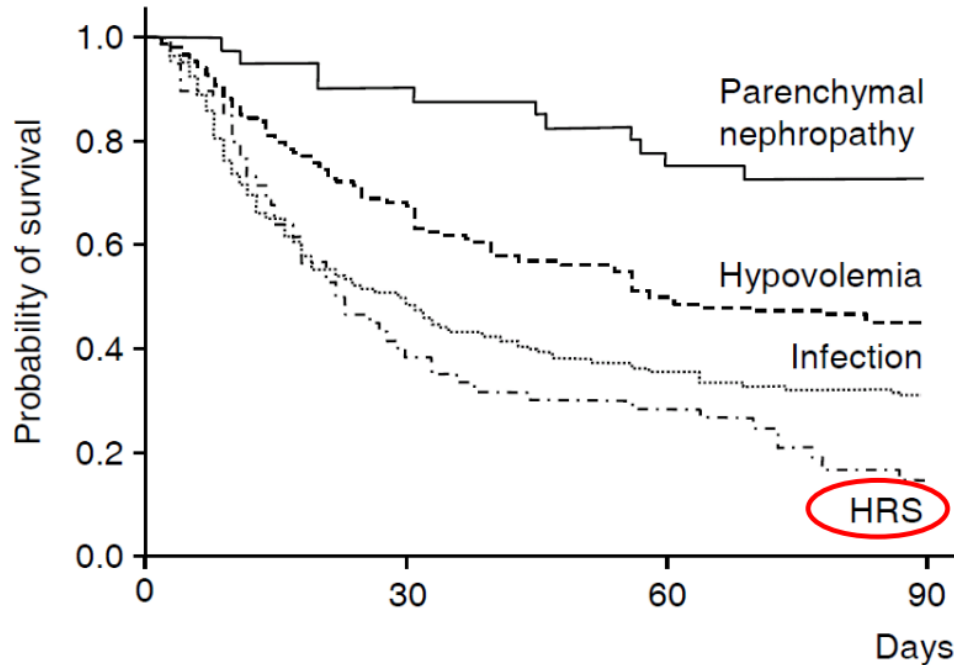 Probability of survival
1.0
0.8
0.6
0.4
0.2
0.0
Parenchymal
nephropathy
Hypovolemia
Infection
HRS
0
30
60
90
Days